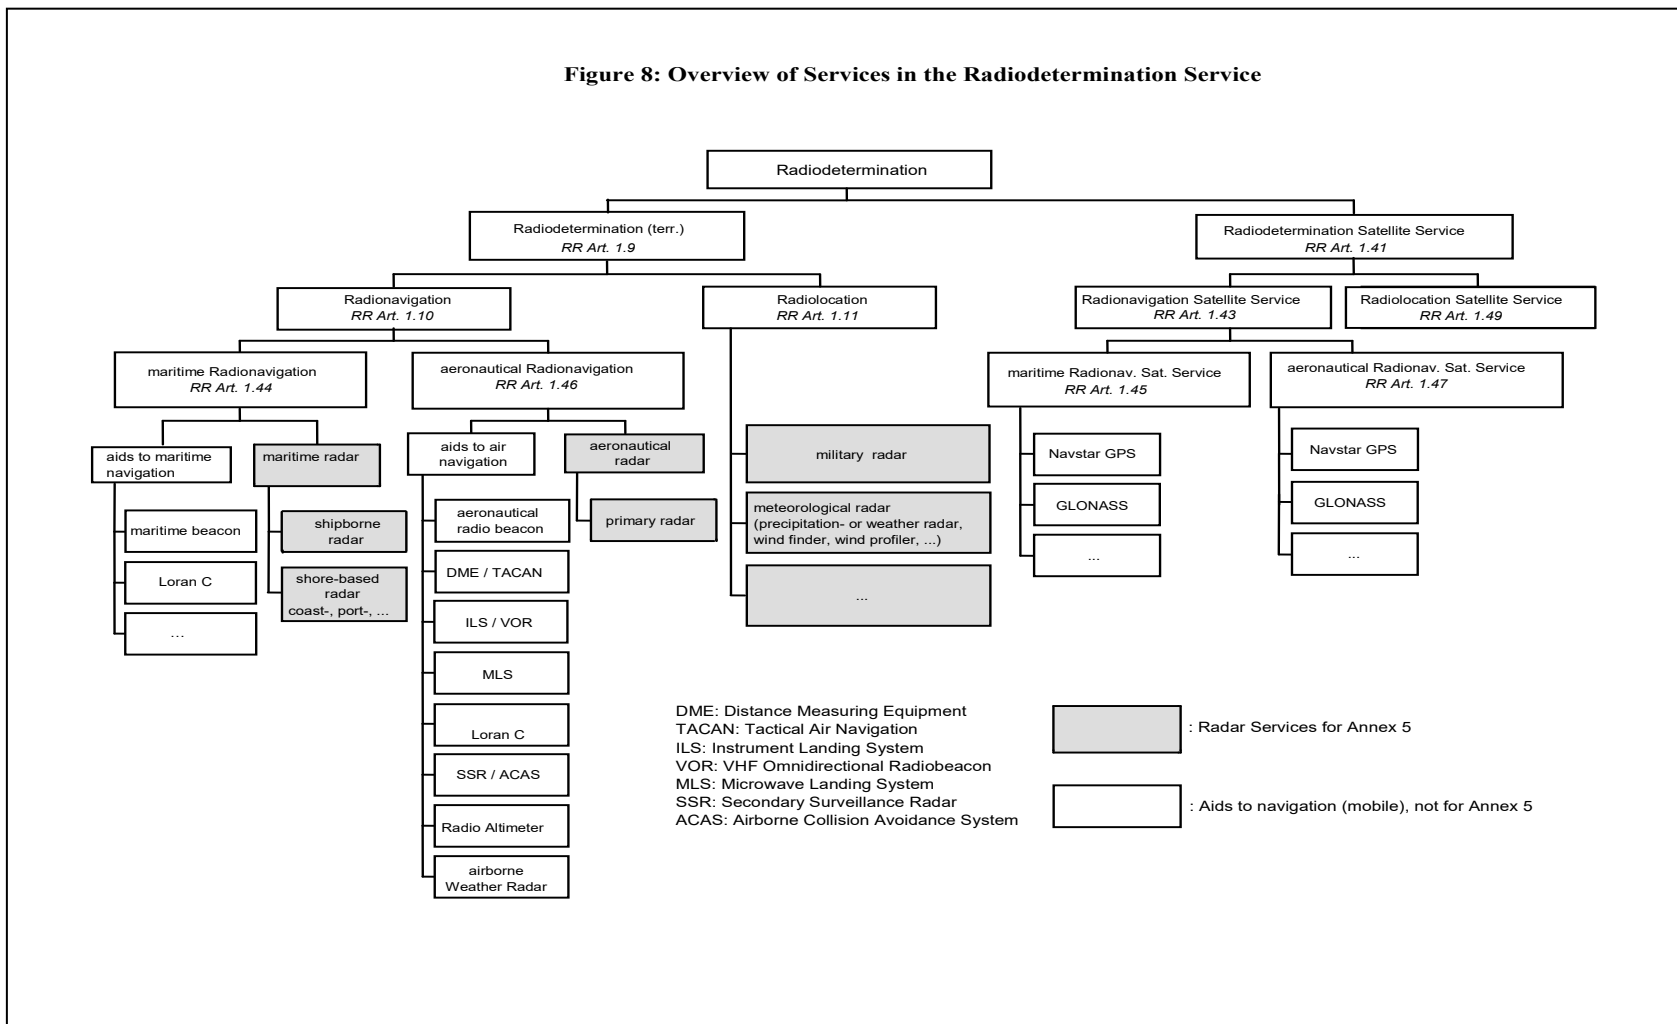 Figure 8: Overview of Services in the Radiodetermination Service
Radiodetermination
Radiodetermination (terr.)
RR Art. 1.9
Radiodetermination Satellite Service
RR Art. 1.41
Radionavigation
RR Art. 1.10
Radiolocation
RR Art. 1.11
Radionavigation Satellite Service
RR Art. 1.43
Radiolocation Satellite Service
RR Art. 1.49
maritime Radionavigation
RR Art. 1.44
aeronautical Radionavigation
RR Art. 1.46
maritime Radionav. Sat. Service
RR Art. 1.45
aeronautical Radionav. Sat. Service
RR Art. 1.47
aids to maritime
navigation
maritime radar
aids to air
navigation
aeronautical
radar
maritime beacon
Loran C
...
shipborne
radar
shore-based
radar
coast-, port-, ...
aeronautical
radio beacon
DME / TACAN
ILS / VOR
MLS
Loran C
SSR / ACAS
Radio Altimeter
airborne
Weather Radar
primary radar
military radar
meteorological radar
(precipitation- or weather radar,
wind finder, wind profiler, ...)
...
Navstar GPS
GLONASS
...
Navstar GPS
GLONASS
...
DME: Distance Measuring Equipment
TACAN: Tactical Air Navigation
ILS: Instrument Landing System
VOR: VHF Omnidirectional Radiobeacon
MLS: Microwave Landing System
SSR: Secondary Surveillance Radar
ACAS: Airborne Collision Avoidance System
: Radar Services for Annex 5
: Aids to navigation (mobile), not for Annex 5